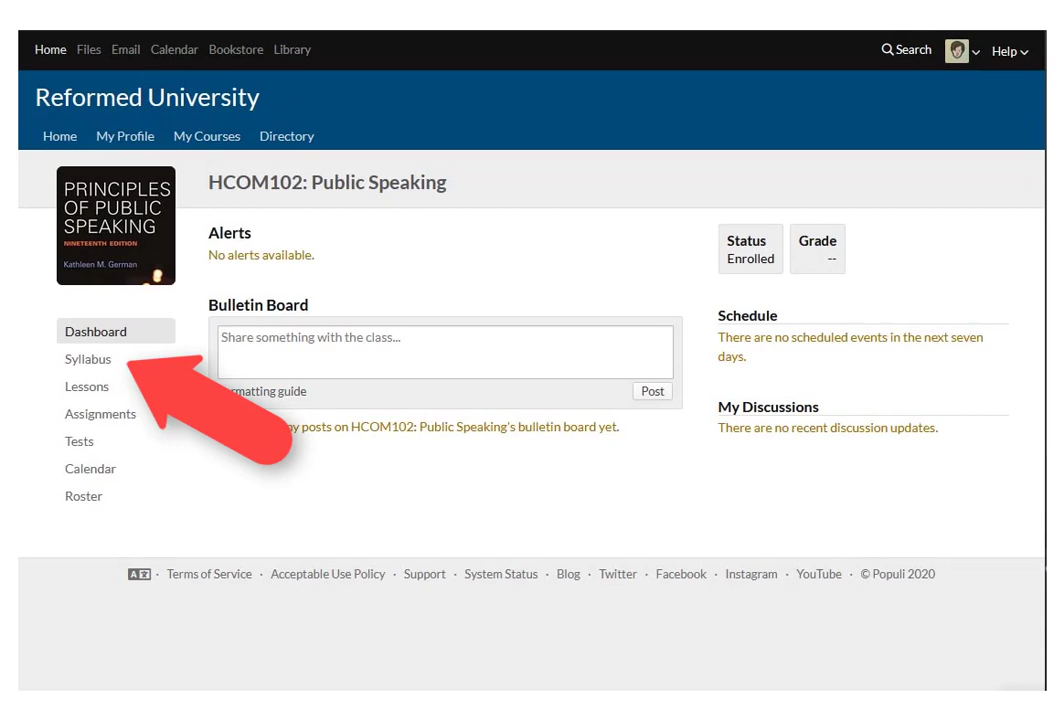 Home Files Email Calendar Bookstore Library Search Help
Reformed University
Home My Profile My Courses Directory
PRINCIPLES
OF PUBLIC
SPEAKING
NINETEENTH EDITION
Kathleen M. German
HCOM102: Public Speaking
Alerts
No alerts available.
Bulletin Board
Share something with the class...
guide Post
posts on HCOM102: Public Speaking's bulletin board yet.
Status
Enrolled
Grade
--
Schedule
There are no scheduled events in the next seven
days.
My Discussions
There are no recent discussion updates.
Dashboard
Syllabus
Lessons
Assignments
Tests
Calendar
Roster
A · Terms of Service · Acceptable Use Policy · Support · System Status · Blog · Twitter · Facebook · Instagram · YouTube · © Populi 2020